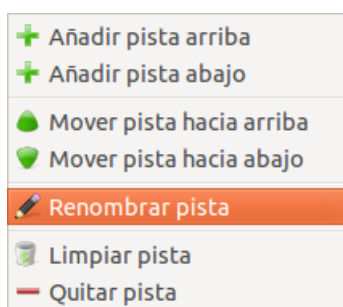 Añadir pista arriba
Añadir pista abajo
Mover pista hacia arriba
Mover pista hacia abajo
Renombrar pista
Limpiar pista
Quitar pista